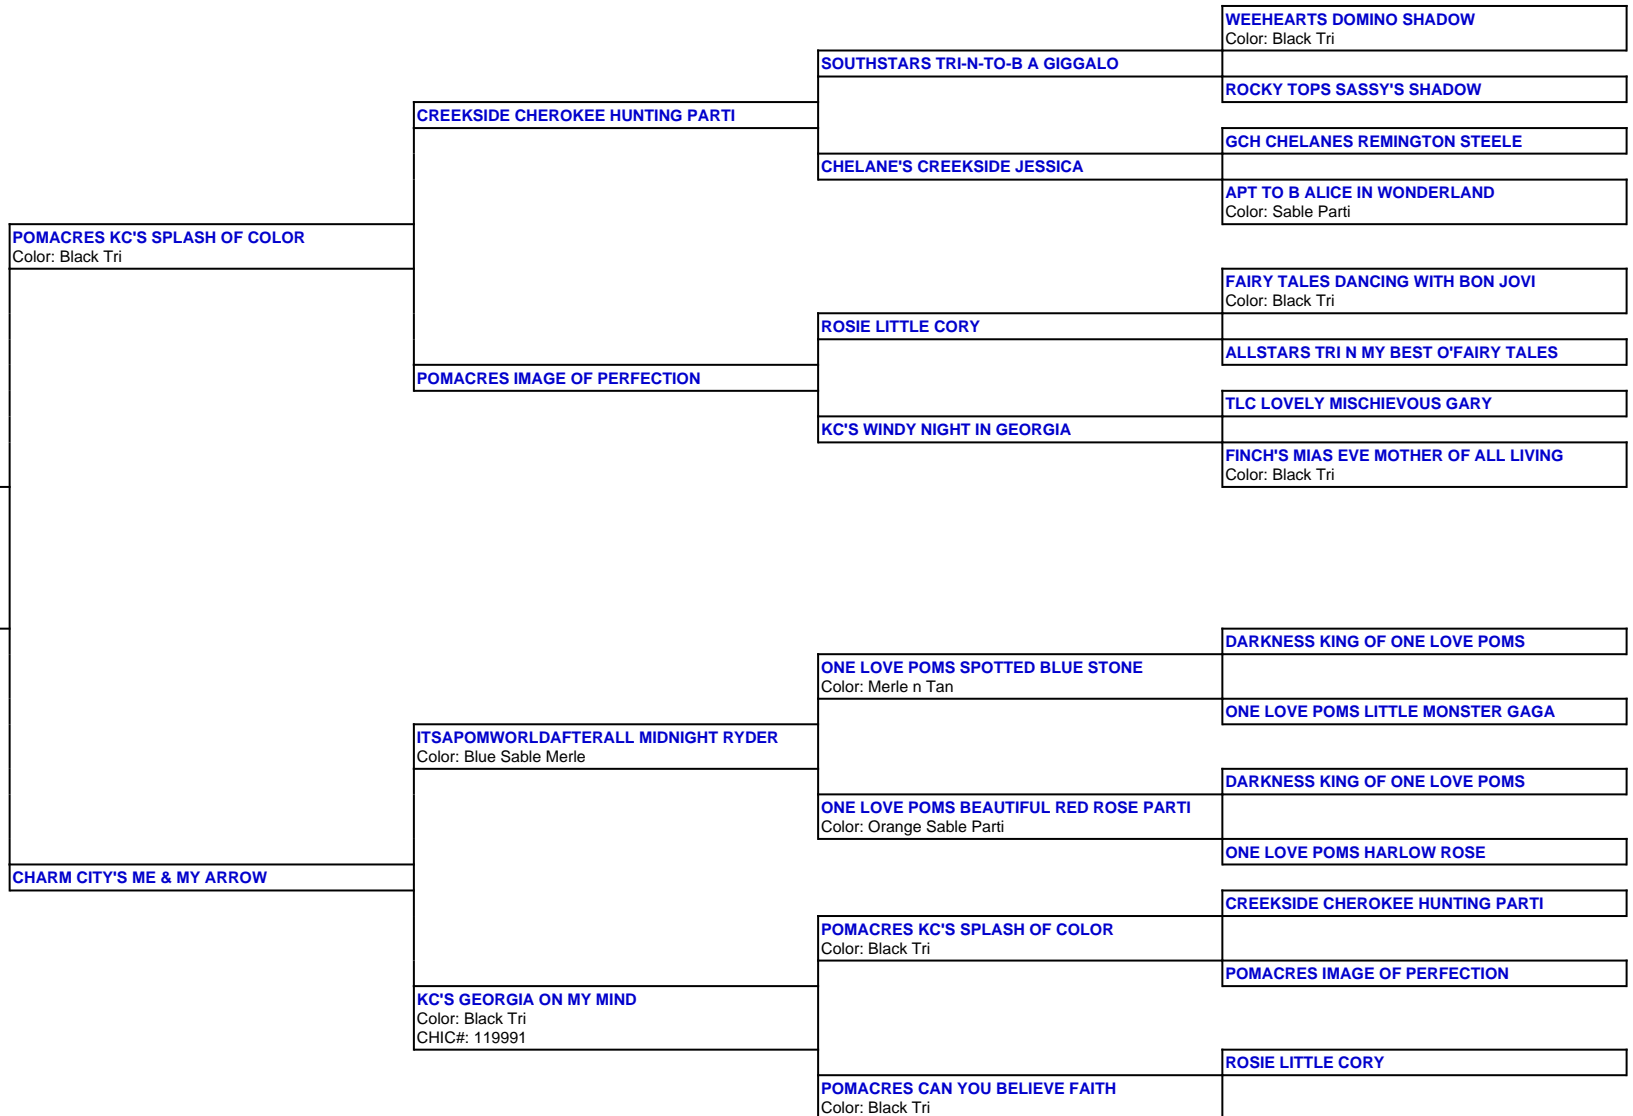 WEEHEARTS DOMINO SHADOW
Color: Black Tri
SOUTHSTARS TRI-N-TO-B A GIGGALO
ROCKY TOPS SASSY'S SHADOW
CREEKSIDE CHEROKEE HUNTING PARTI
GCH CHELANES REMINGTON STEELE
CHELANE'S CREEKSIDE JESSICA
APT TO B ALICE IN WONDERLAND
Color: Sable Parti
POMACRES KC'S SPLASH OF COLOR
Color: Black Tri
FAIRY TALES DANCING WITH BON JOVI
Color: Black Tri
ROSIE LITTLE CORY
ALLSTARS TRI N MY BEST O'FAIRY TALES
POMACRES IMAGE OF PERFECTION
TLC LOVELY MISCHIEVOUS GARY
KC'S WINDY NIGHT IN GEORGIA
FINCH'S MIAS EVE MOTHER OF ALL LIVING
Color: Black Tri
DARKNESS KING OF ONE LOVE POMS
ONE LOVE POMS SPOTTED BLUE STONE
Color: Merle n Tan
ONE LOVE POMS LITTLE MONSTER GAGA
ITSAPOMWORLDAFTERALL MIDNIGHT RYDER
Color: Blue Sable Merle
DARKNESS KING OF ONE LOVE POMS
ONE LOVE POMS BEAUTIFUL RED ROSE PARTI
Color: Orange Sable Parti
ONE LOVE POMS HARLOW ROSE
CHARM CITY'S ME & MY ARROW
CREEKSIDE CHEROKEE HUNTING PARTI
POMACRES KC'S SPLASH OF COLOR
Color: Black Tri
POMACRES IMAGE OF PERFECTION
KC'S GEORGIA ON MY MIND
Color: Black Tri
CHIC#: 119991
ROSIE LITTLE CORY
POMACRES CAN YOU BELIEVE FAITH
Color: Black Tri